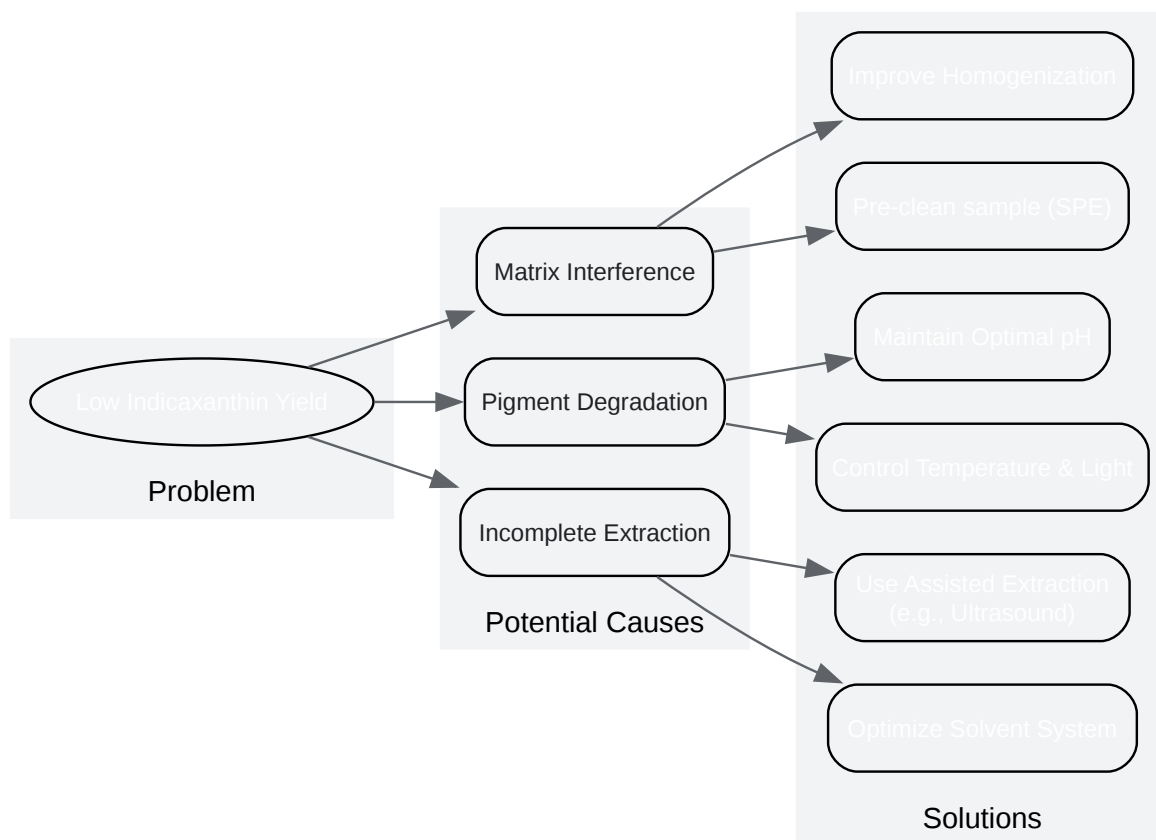 Low Indicaxanthin Yield
Problem
Matrix Interference
Pigment Degradation
Incomplete Extraction
Potential Causes
Improve Homogenization
Pre-clean sample (SPE)
Maintain Optimal pH
Control Temperature & Light
Use Assisted Extraction
(e.g., Ultrasound)
Optimize Solvent System
Solutions